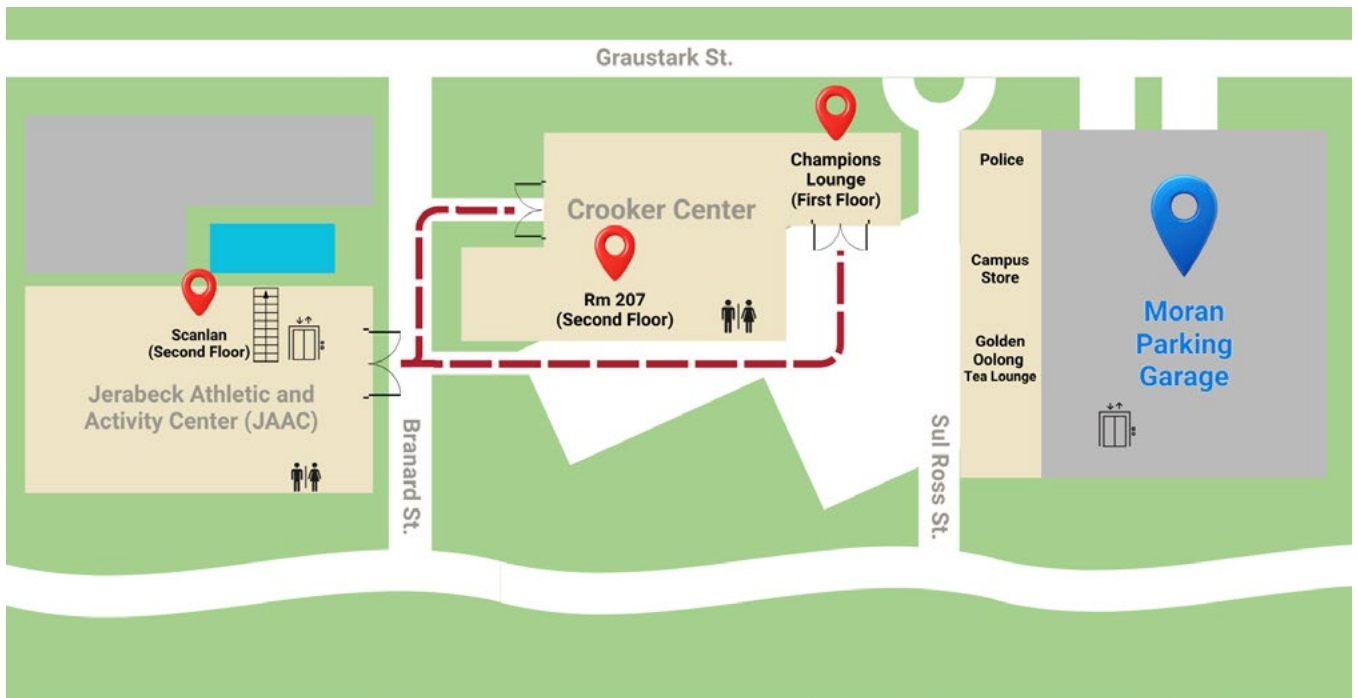 Graustark St.
Champions
Lounge
(First Floor)
Police
Crooker Center
Campus
Store
Rm 207
(Second Floor)
Moran
Parking
Garage
Scanlan
(Second Floor)
Golden
Oolong
Tea Lounge
Jerabeck Athletic and
Activity Center (JAAC)
Branard St.
Sul Ross St.